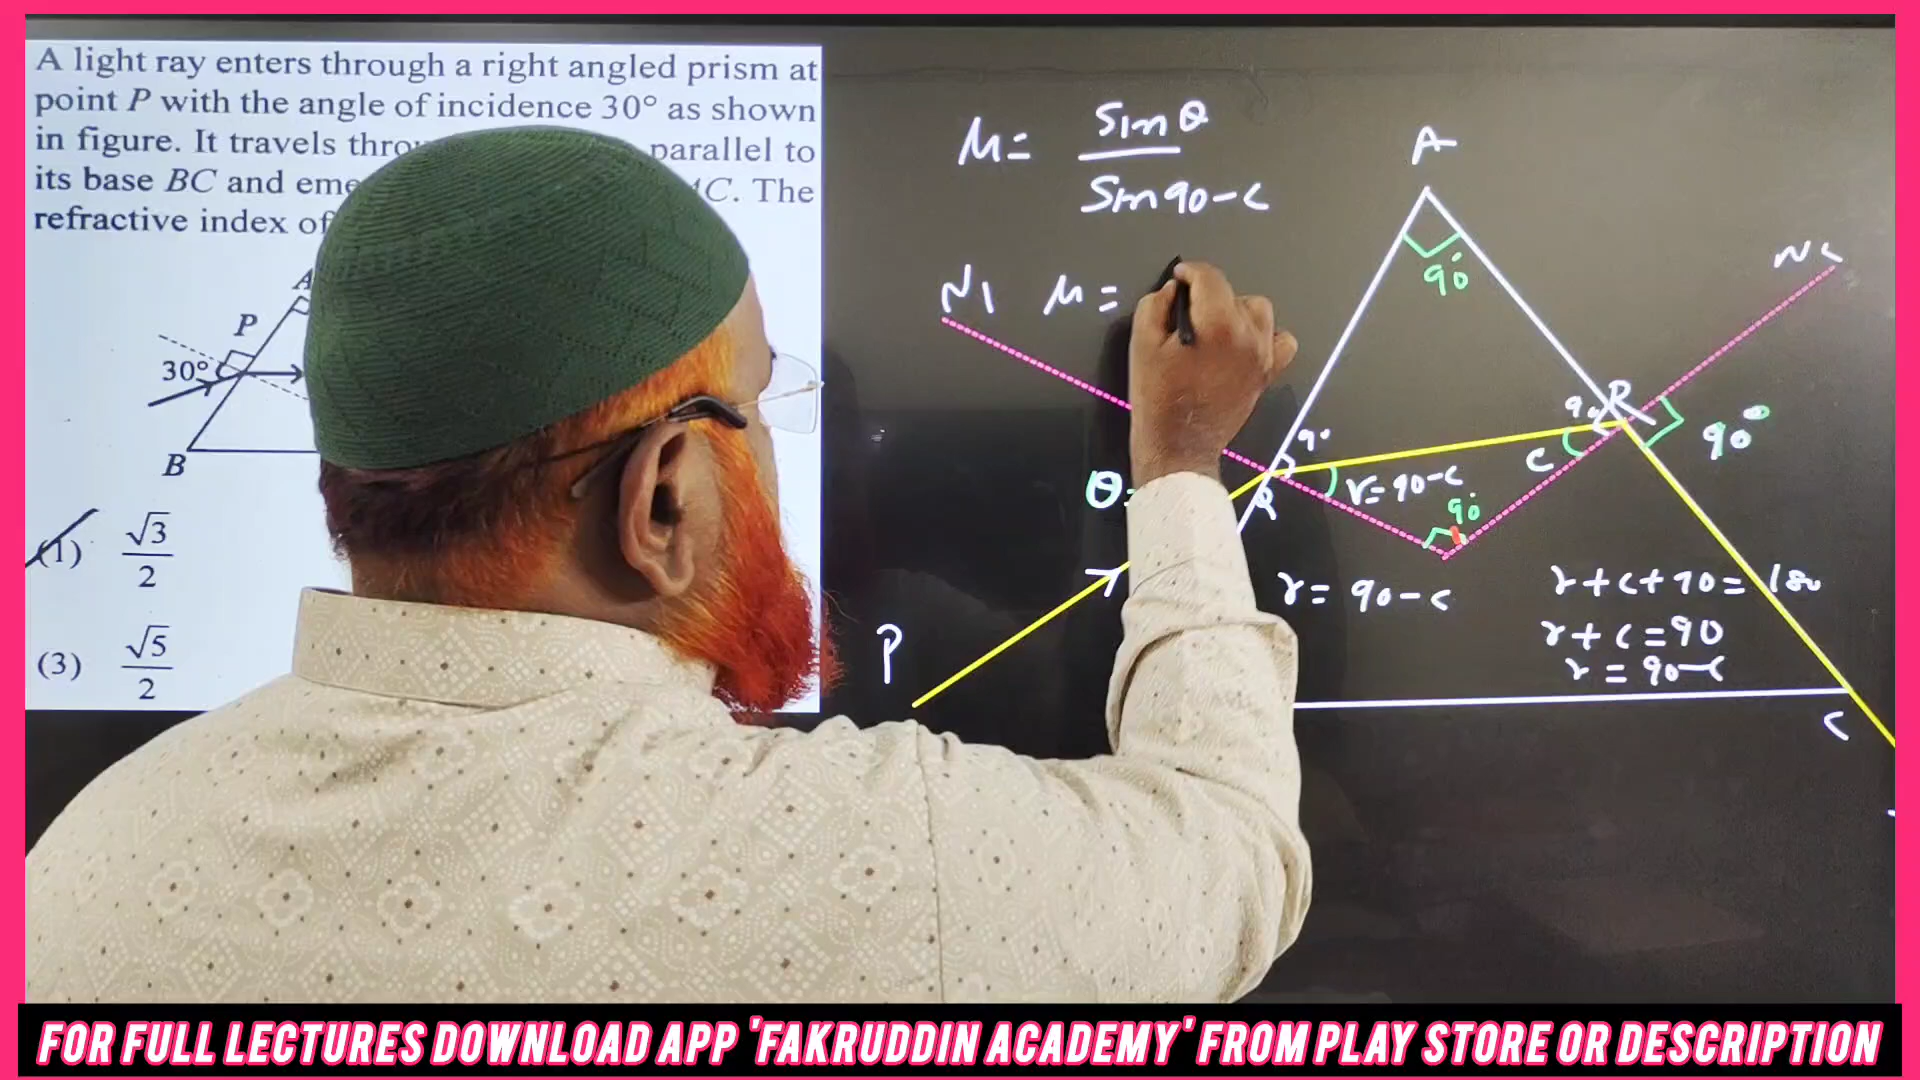 A light ray enters through a right angled prism at
point P with the angle of incidence 30° as shown
in figure. It travels parallel to
its base BC and AC. The
refractive index of
A
P
30°
B
(1) √3/2
(3) √5/2
μ = sinθ / sin90-c
N1 μ =
A
90°
N2
R
90
90°
90
C
r=90-c
90°
θ=
Q
r = 90-c
r+c+90=180
r+c=90
r=90-c
P
C
FOR FULL LECTURES DOWNLOAD APP 'FAKRUDDIN ACADEMY' FROM PLAY STORE OR DESCRIPTION